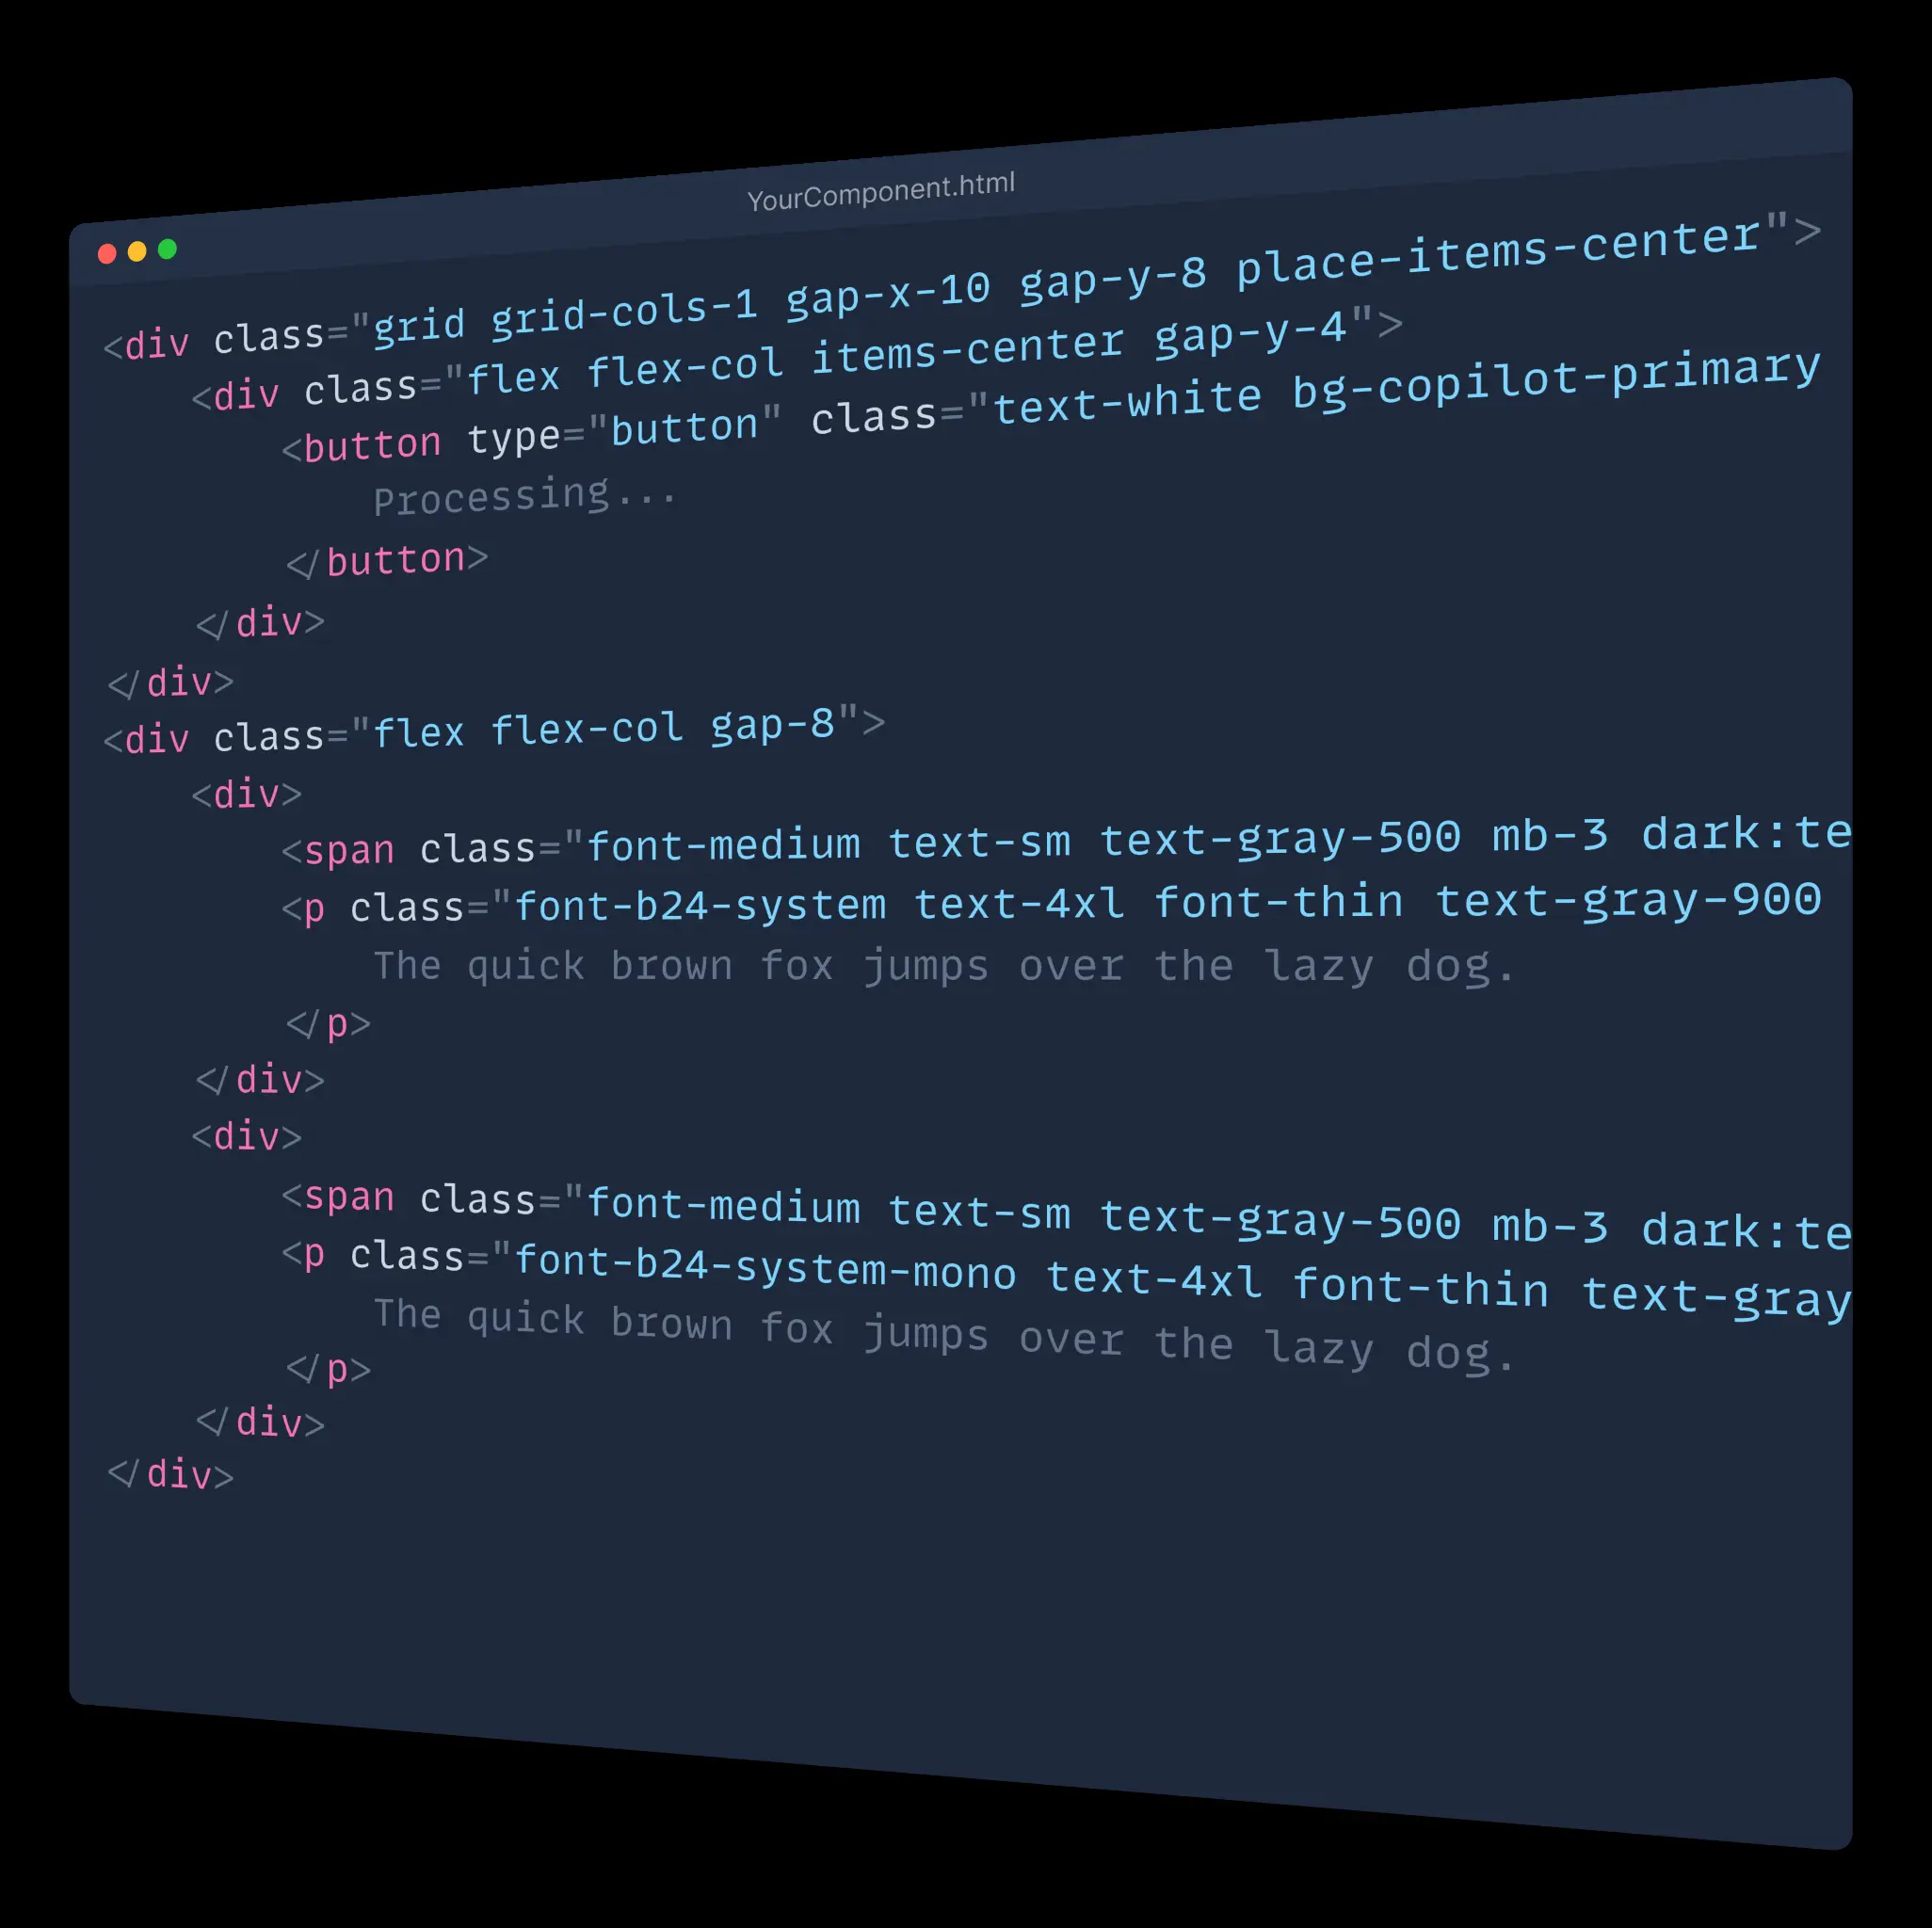 YourComponent.html
<div class="grid grid-cols-1 gap-x-10 gap-y-8 place-items-center">
<div class="flex flex-col items-center gap-y-4">
<button type="button" class="text-white bg-copilot-primary
Processing...
</button>
</div>
</div>
<div class="flex flex-col gap-8">
<div>
<span class="font-medium text-sm text-gray-500 mb-3 dark:te
<p class="font-b24-system text-4xl font-thin text-gray-900
The quick brown fox jumps over the lazy dog.
</p>
</div>
<div>
<span class="font-medium text-sm text-gray-500 mb-3 dark:te
<p class="font-b24-system-mono text-4xl font-thin text-gray
The quick brown fox jumps over the lazy dog.
</p>
</div>
</div>